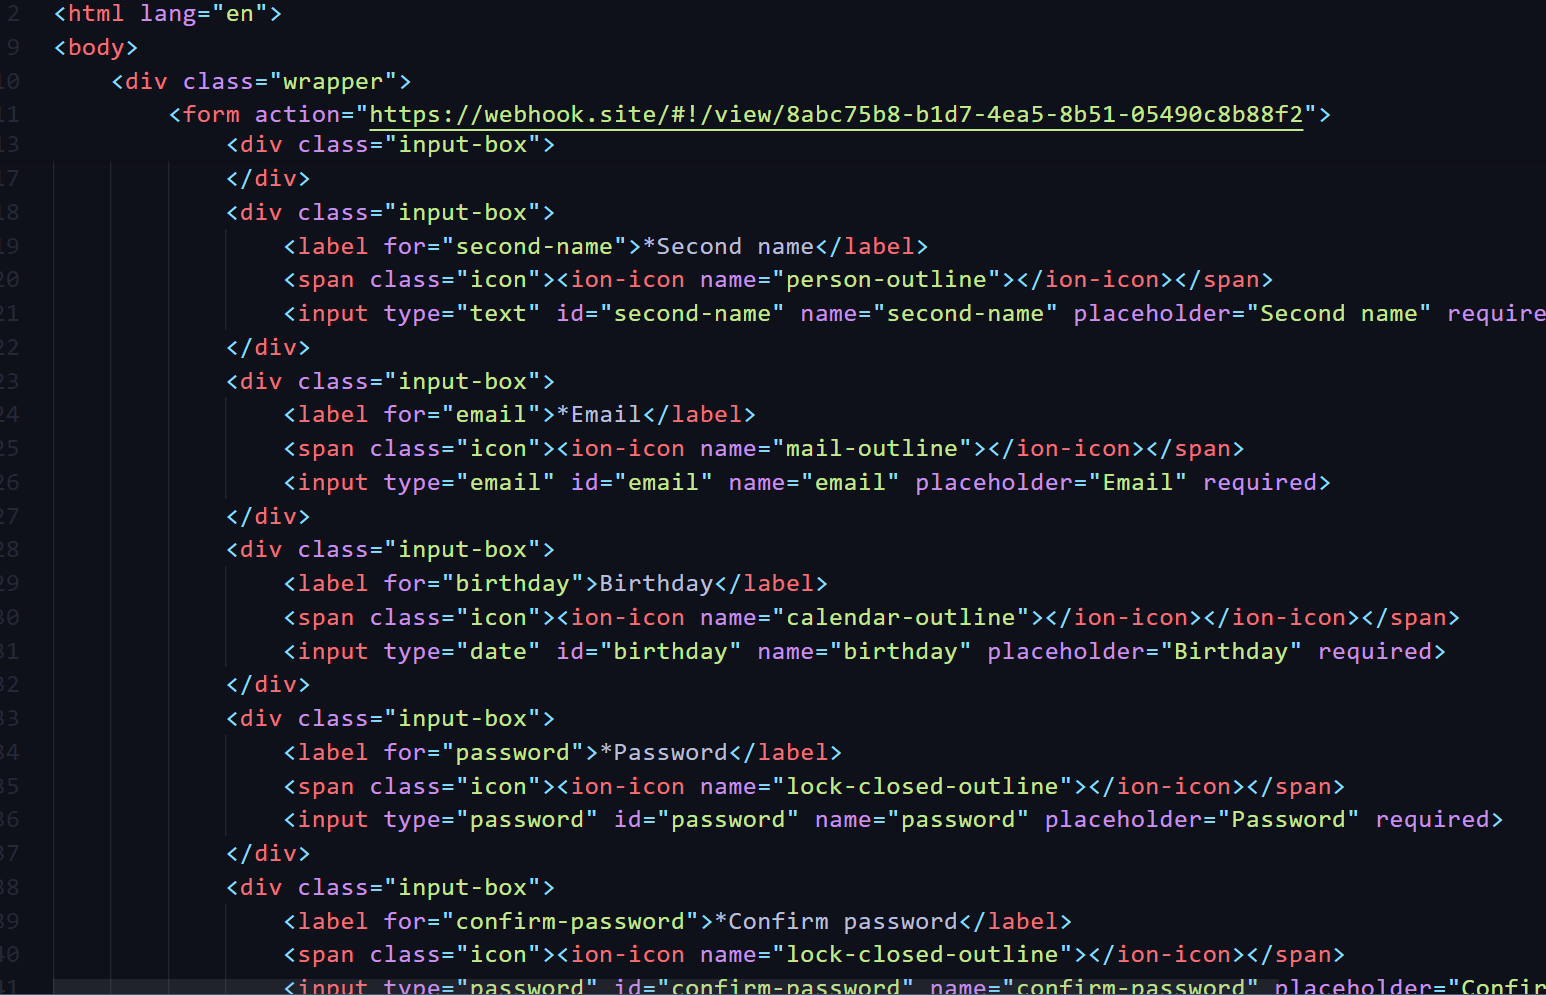 2 <html lang="en">
9 <body>
10 <div class="wrapper">
11 <form action="https://webhook.site/#!/view/8abc75b8-b1d7-4ea5-8b51-05490c8b88f2">
13 <div class="input-box">
17 </div>
18 <div class="input-box">
19 <label for="second-name">*Second name</label>
20 <span class="icon"><ion-icon name="person-outline"></ion-icon></span>
21 <input type="text" id="second-name" name="second-name" placeholder="Second name" require
22 </div>
23 <div class="input-box">
24 <label for="email">*Email</label>
25 <span class="icon"><ion-icon name="mail-outline"></ion-icon></span>
26 <input type="email" id="email" name="email" placeholder="Email" required>
27 </div>
28 <div class="input-box">
29 <label for="birthday">Birthday</label>
30 <span class="icon"><ion-icon name="calendar-outline"></ion-icon></ion-icon></span>
31 <input type="date" id="birthday" name="birthday" placeholder="Birthday" required>
32 </div>
33 <div class="input-box">
34 <label for="password">*Password</label>
35 <span class="icon"><ion-icon name="lock-closed-outline"></ion-icon></span>
36 <input type="password" id="password" name="password" placeholder="Password" required>
37 </div>
38 <div class="input-box">
39 <label for="confirm-password">*Confirm password</label>
40 <span class="icon"><ion-icon name="lock-closed-outline"></ion-icon></span>
41 <input type="password" id="confirm-password" name="confirm-password" placeholder="Confir